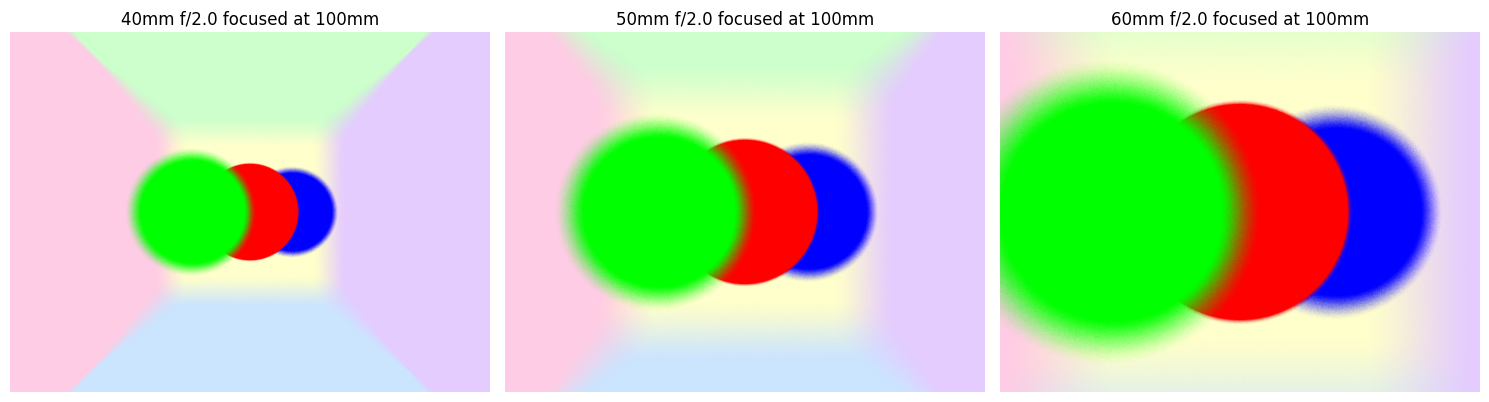 40mm f/2.0 focused at 100mm
50mm f/2.0 focused at 100mm
60mm f/2.0 focused at 100mm